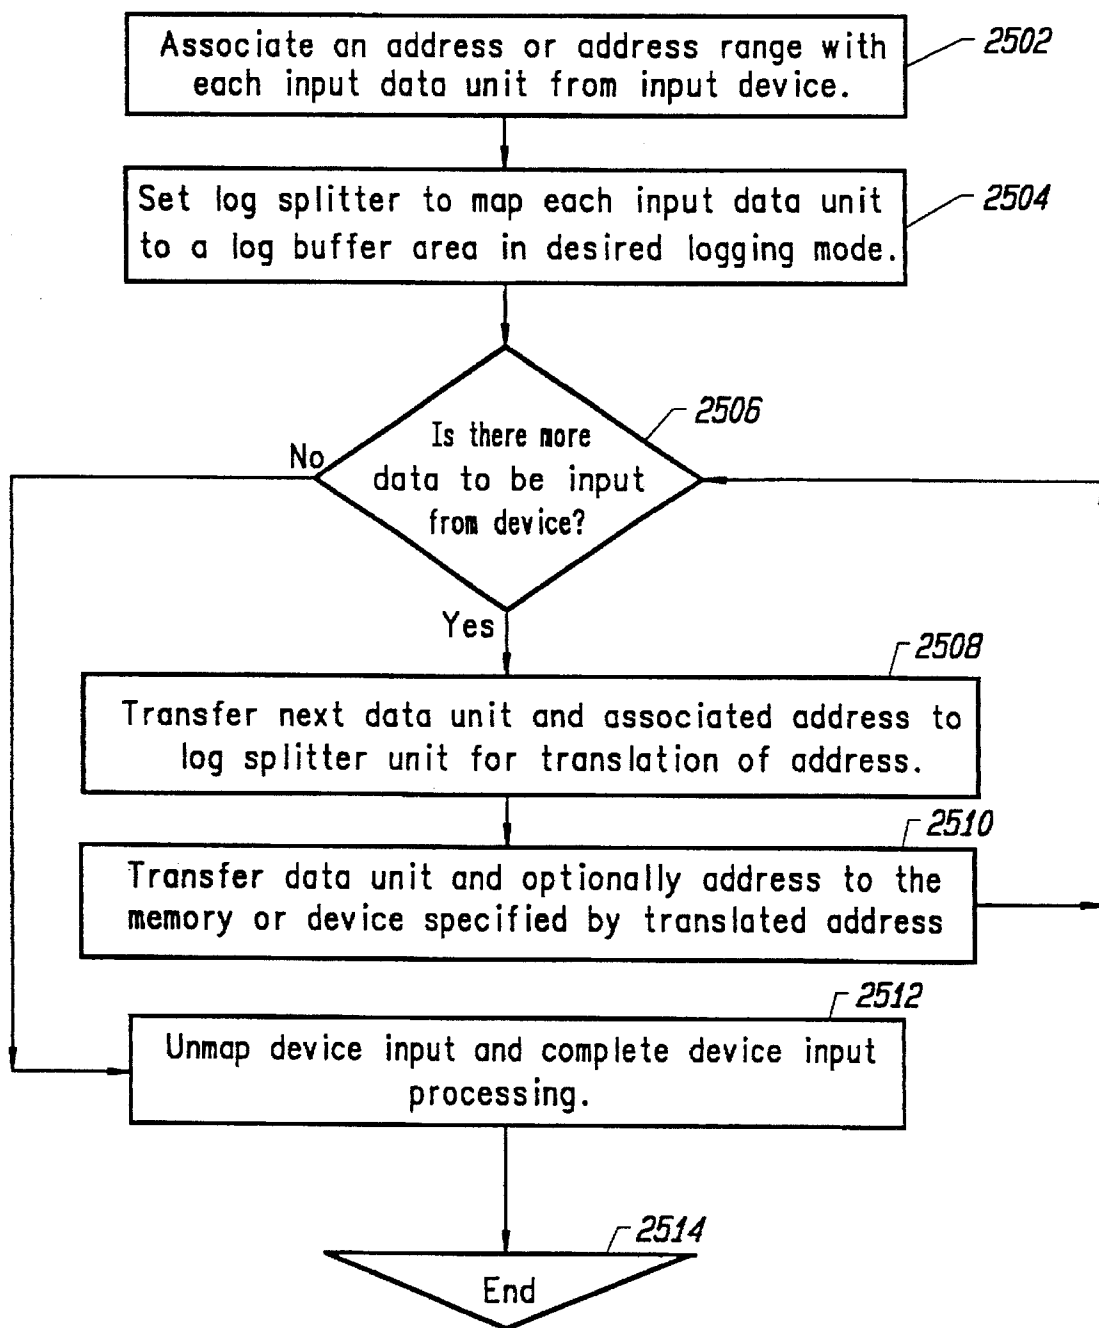 Associate an address or address range with
each input data unit from input device.
2502
Set log splitter to map each input data unit
to a log buffer area in desired logging mode.
2504
Is there more
data to be input
from device?
2506
No
Yes
2508
Transfer next data unit and associated address to
log splitter unit for translation of address.
2510
Transfer data unit and optionally address to the
memory or device specified by translated address
2512
Unmap device input and complete device input
processing.
2514
End